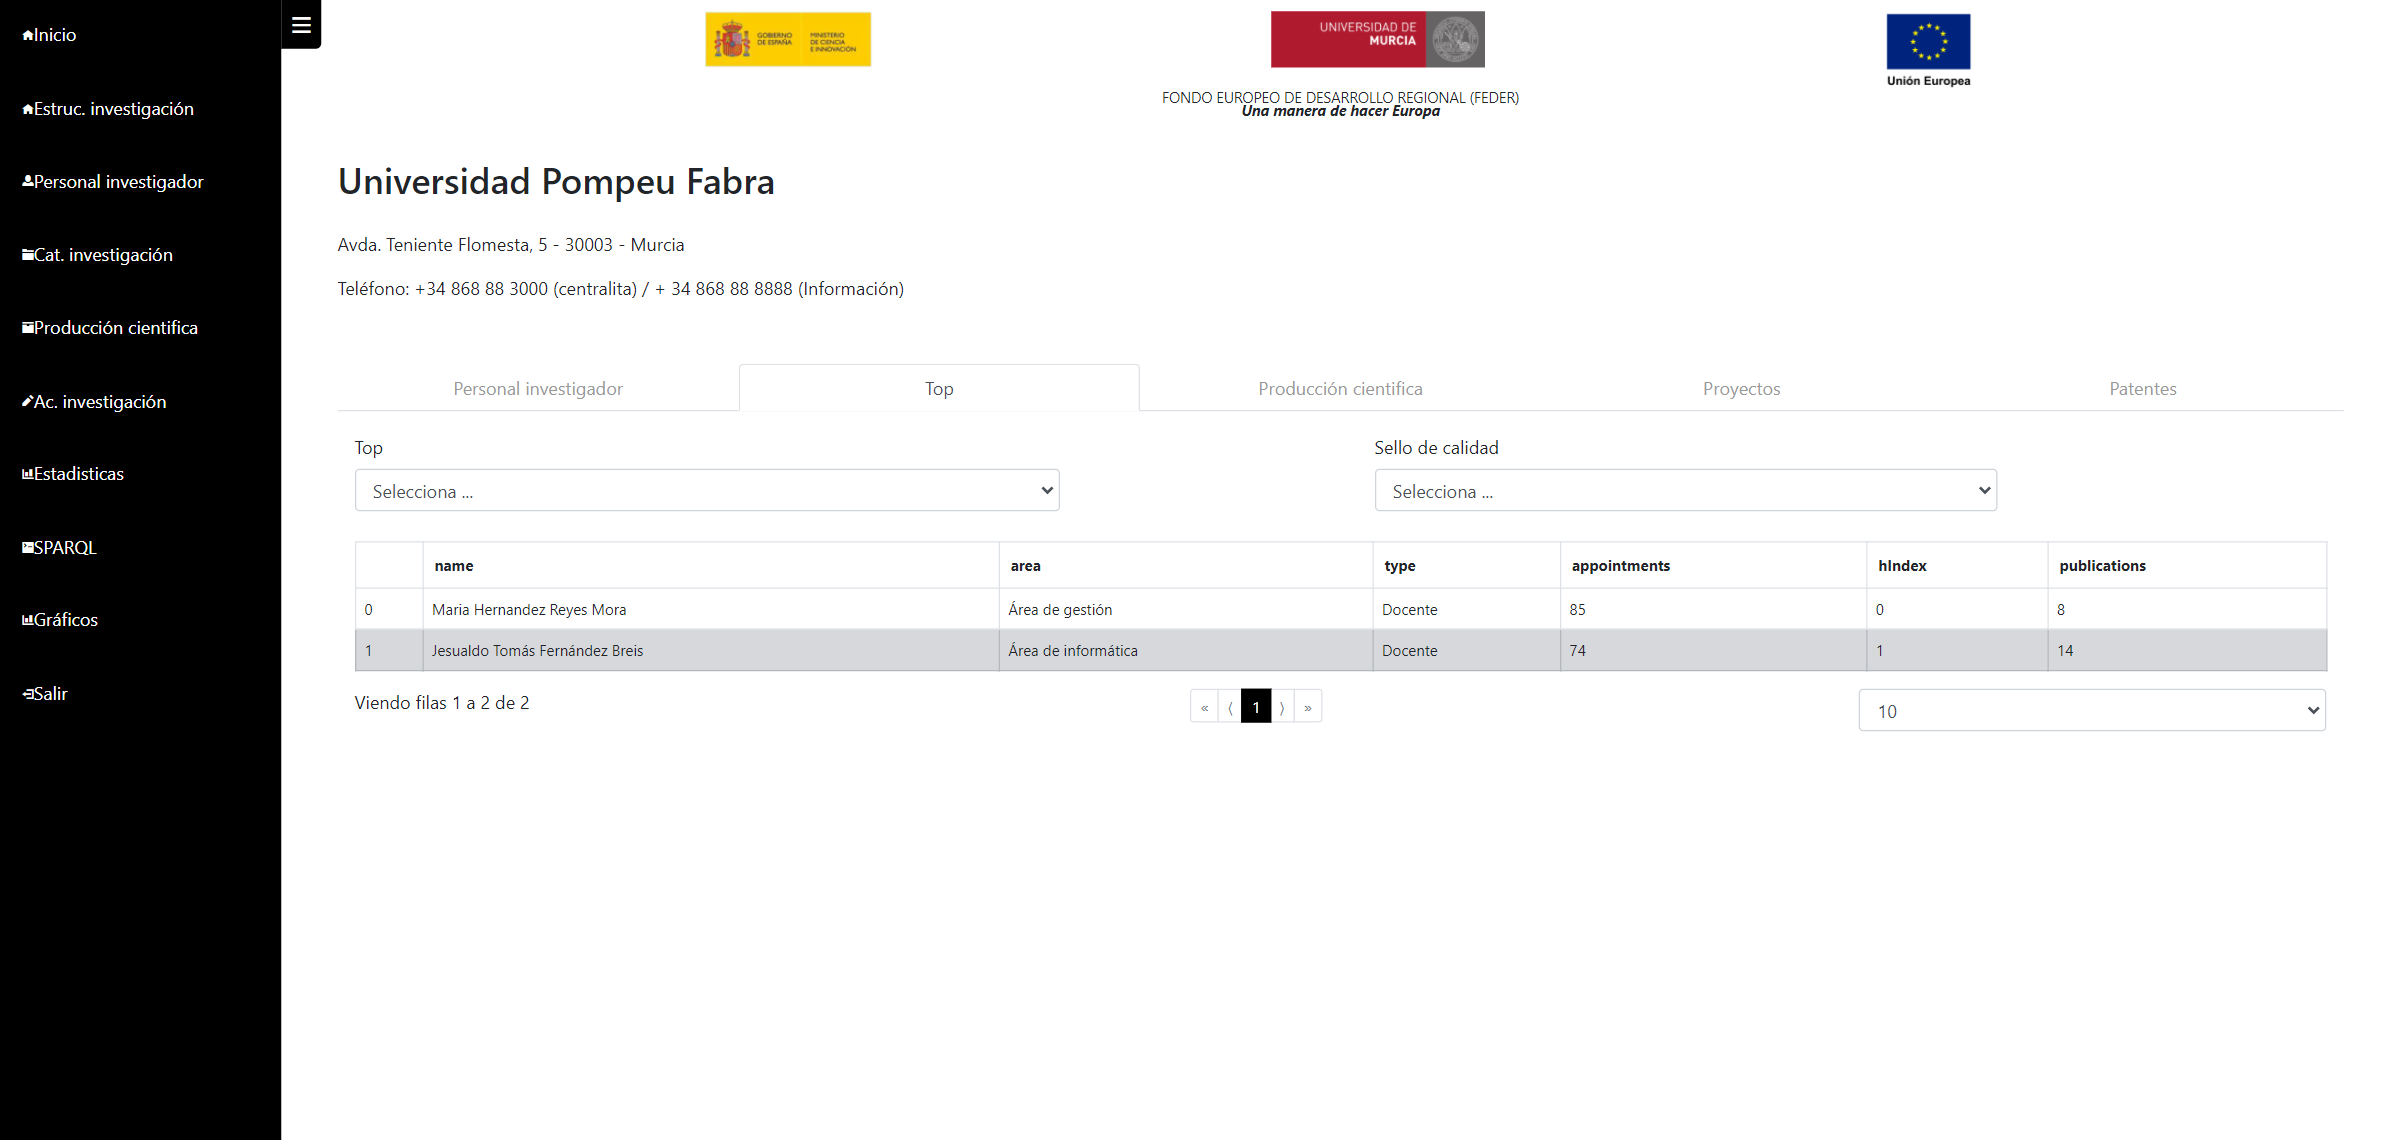 Inicio
Estruc. investigación
Personal investigador
Cat. investigación
Producción cientifica
Ac. investigación
Estadisticas
SPARQL
Gráficos
Salir
GOBIERNO DE ESPAÑA
MINISTERIO DE CIENCIA E INNOVACIÓN
UNIVERSIDAD DE
MURCIA
Unión Europea
FONDO EUROPEO DE DESARROLLO REGIONAL (FEDER)
Una manera de hacer Europa
Universidad Pompeu Fabra
Avda. Teniente Flomesta, 5 - 30003 - Murcia
Teléfono: +34 868 88 3000 (centralita) / + 34 868 88 8888 (Información)
Personal investigador Top Producción cientifica Proyectos Patentes
Top Sello de calidad
Selecciona ... Selecciona ...
name area type appointments hIndex publications
0 Maria Hernandez Reyes Mora Área de gestión Docente 85 0 8
1 Jesualdo Tomás Fernández Breis Área de informática Docente 74 1 14
Viendo filas 1 a 2 de 2 « ⟨ 1 ⟩ » 10